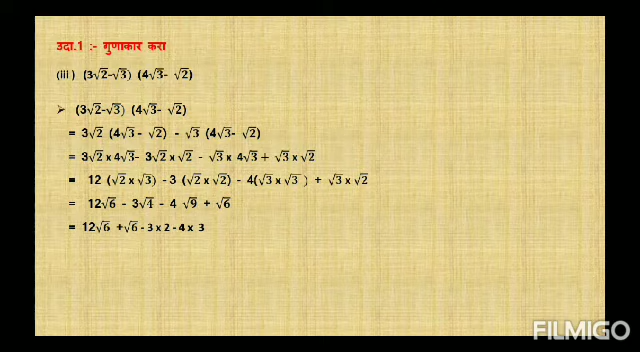 उदा.1 :- गुणाकार करा
(iii) (3√2-√3) (4√3- √2)
➢ (3√2-√3) (4√3- √2)
= 3√2 (4√3 - √2) - √3 (4√3- √2)
= 3√2 x 4√3- 3√2 x √2 - √3 x 4√3 + √3 x √2
= 12 (√2 x √3) - 3 (√2 x √2) - 4(√3 x √3 ) + √3 x √2
= 12√6 - 3√4 - 4 √9 + √6
= 12√6 +√6 - 3 x 2 - 4 x 3
FILMIGO